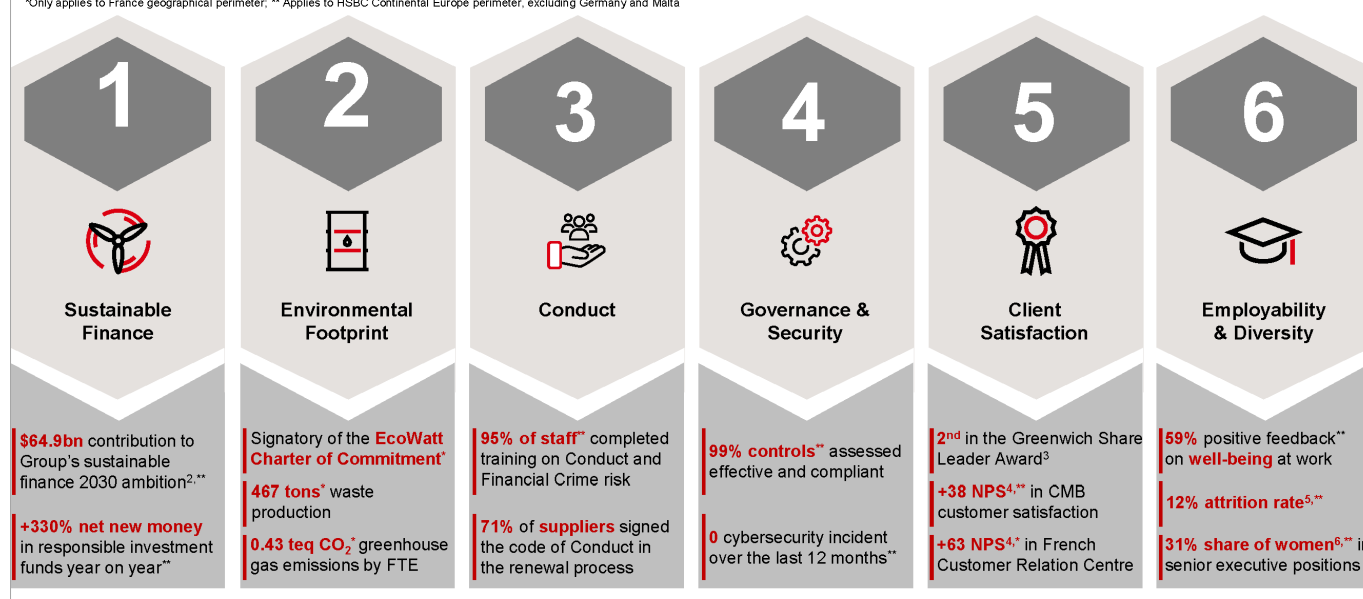 *Only applies to France geographical perimeter; ** Applies to HSBC Continental Europe perimeter, excluding Germany and Malta
1
Sustainable
Finance
$64.9bn contribution to
Group's sustainable
finance 2030 ambition2,**
+330% net new money
in responsible investment
funds year on year**
2
Environmental
Footprint
Signatory of the EcoWatt
Charter of Commitment*
467 tons* waste
production
0.43 teq CO2* greenhouse
gas emissions by FTE
3
Conduct
95% of staff** completed
training on Conduct and
Financial Crime risk
71% of suppliers signed
the code of Conduct in
the renewal process
4
Governance &
Security
99% controls** assessed
effective and compliant
0 cybersecurity incident
over the last 12 months**
5
Client
Satisfaction
2nd in the Greenwich Share
Leader Award3
+38 NPS4,** in CMB
customer satisfaction
+63 NPS4,* in French
Customer Relation Centre
6
Employability
& Diversity
59% positive feedback**
on well-being at work
12% attrition rate5,**
31% share of women6,** in
senior executive positions